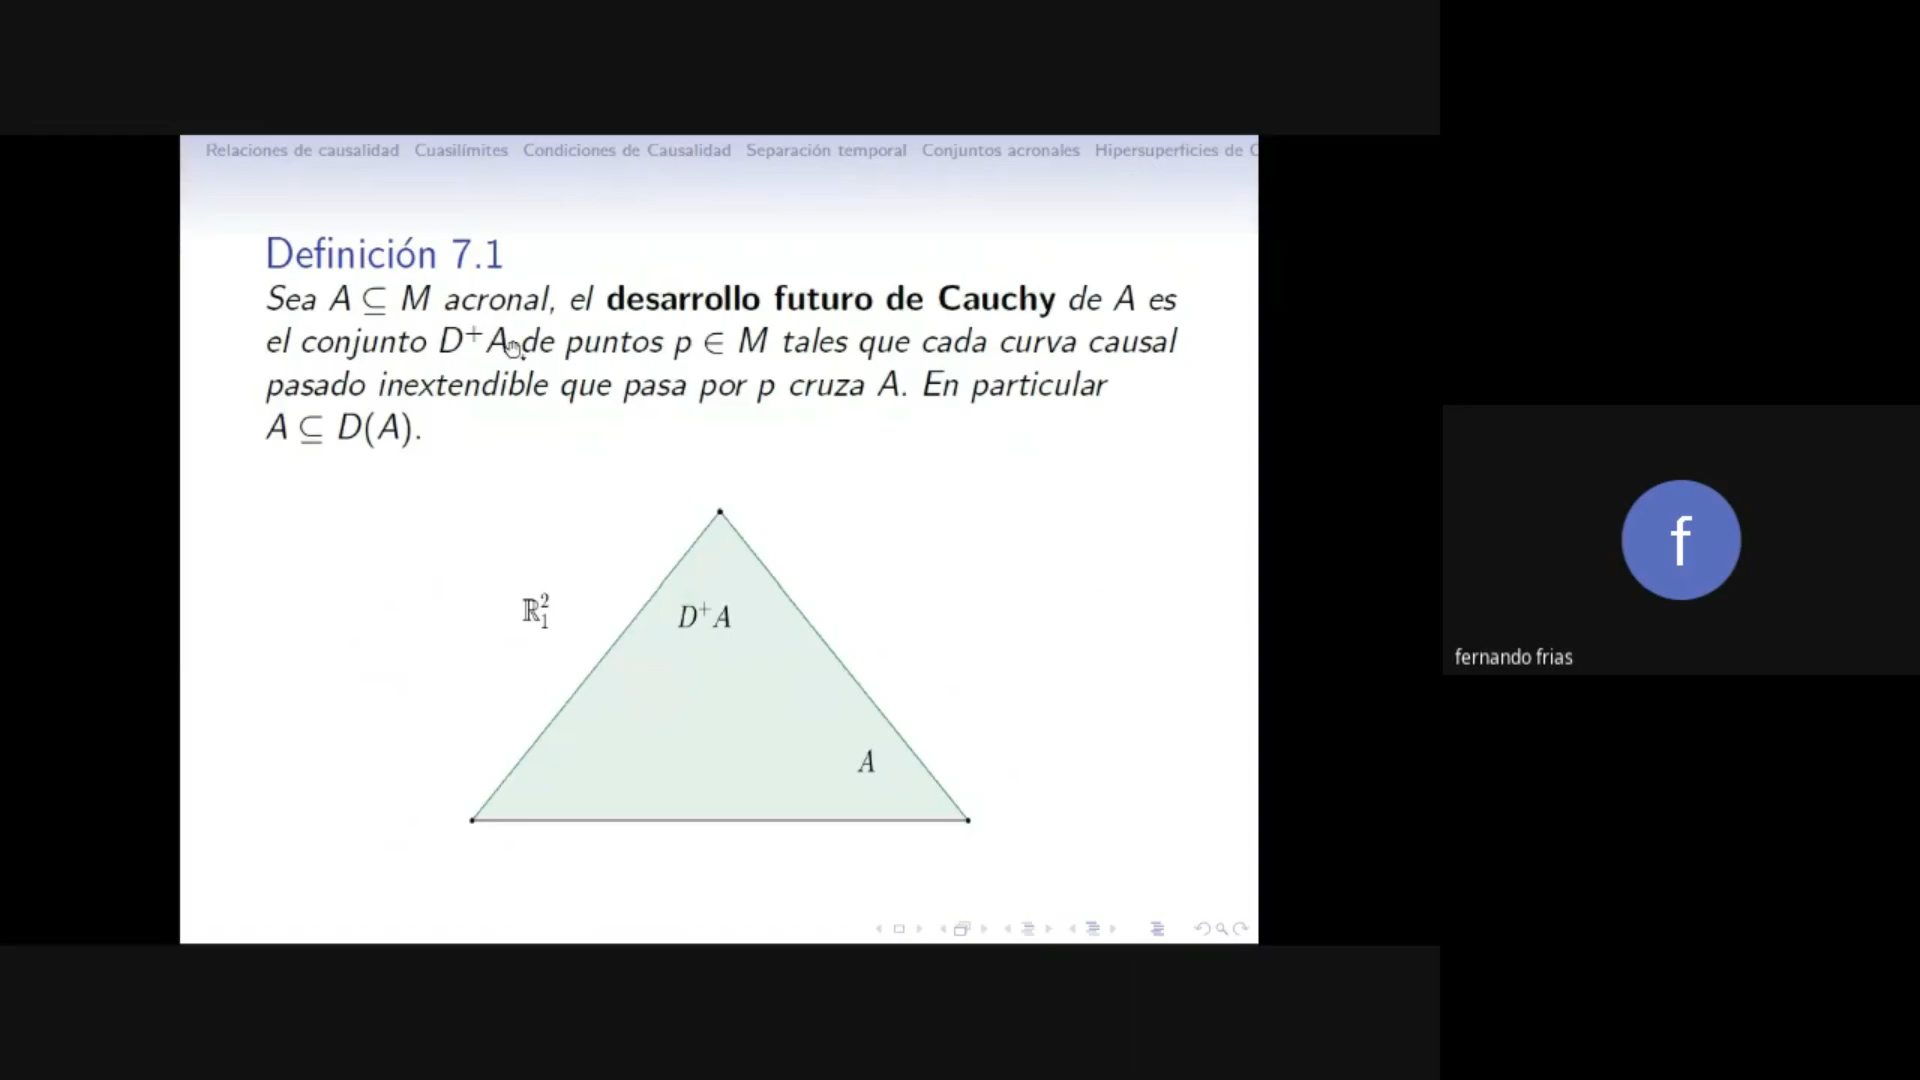 Relaciones de causalidad Cuasilímites Condiciones de Causalidad Separación temporal Conjuntos acronales Hipersuperficies de C
Definición 7.1
Sea A ⊆ M acronal, el desarrollo futuro de Cauchy de A es
el conjunto D⁺A de puntos p ∈ M tales que cada curva causal
pasado inextendible que pasa por p cruza A. En particular
A ⊆ D(A).
ℝ²₁
D⁺A
A
f
fernando frias